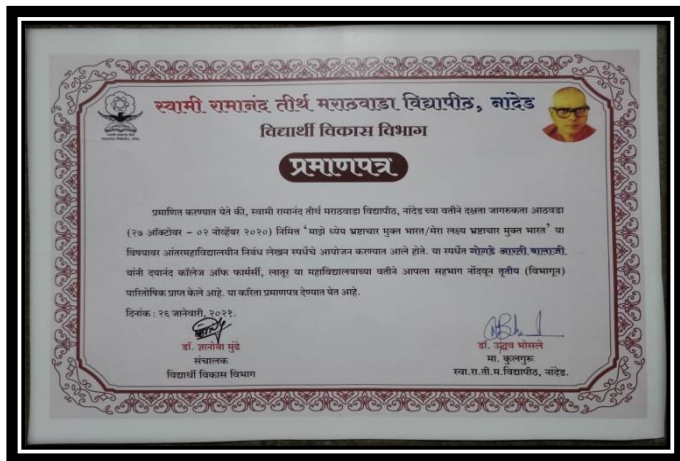 स्वामी रामानंद तीर्थ मराठवाडा विद्यापीठ, नांदेड
विद्यार्थी विकास विभाग
प्रमाणपत्र
प्रमाणित करण्यात येते की, स्वामी रामानंद तीर्थ मराठवाडा विद्यापीठ, नांदेड च्या वतीने दक्षता जागरुकता आठवडा
(२७ ऑक्टोबर – ०२ नोव्हेंबर २०२०) निमित्त ‘माझे ध्येय भ्रष्टाचार मुक्त भारत/मेरा लक्ष्य भ्रष्टाचार मुक्त भारत’ या
विषयावर आंतरमहाविद्यालयीन निबंध लेखन स्पर्धेचे आयोजन करण्यात आले होते. या स्पर्धेत गोगडे आरती बालाजी
यांनी दयानंद कॉलेज ऑफ फार्मसी, लातूर या महाविद्यालयाच्या वतीने आपला सहभाग नोंदवून तृतीय (विभागून)
पारितोषिक प्राप्त केले आहे. या करिता प्रमाणपत्र देण्यात येत आहे.
दिनांक : २६ जानेवारी, २०२१.
डॉ. ज्ञानोबा मुंढे
संचालक
विद्यार्थी विकास विभाग
डॉ. उद्धव भोसले
मा. कुलगुरू
स्वा.रा.ती.म.विद्यापीठ, नांदेड.